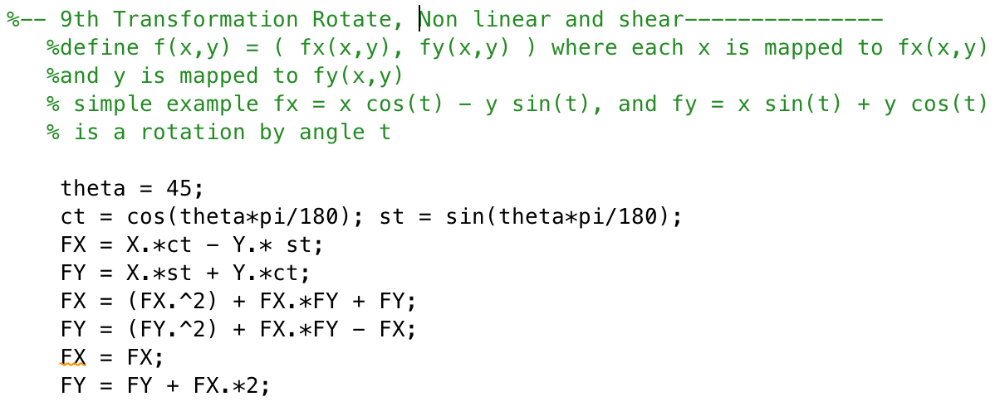 %-- 9th Transformation Rotate, Non linear and shear---------------
%define f(x,y) = ( fx(x,y), fy(x,y) ) where each x is mapped to fx(x,y)
%and y is mapped to fy(x,y)
% simple example fx = x cos(t) - y sin(t), and fy = x sin(t) + y cos(t)
% is a rotation by angle t
theta = 45;
ct = cos(theta*pi/180); st = sin(theta*pi/180);
FX = X.*ct - Y.* st;
FY = X.*st + Y.*ct;
FX = (FX.^2) + FX.*FY + FY;
FY = (FY.^2) + FX.*FY - FX;
FX = FX;
FY = FY + FX.*2;